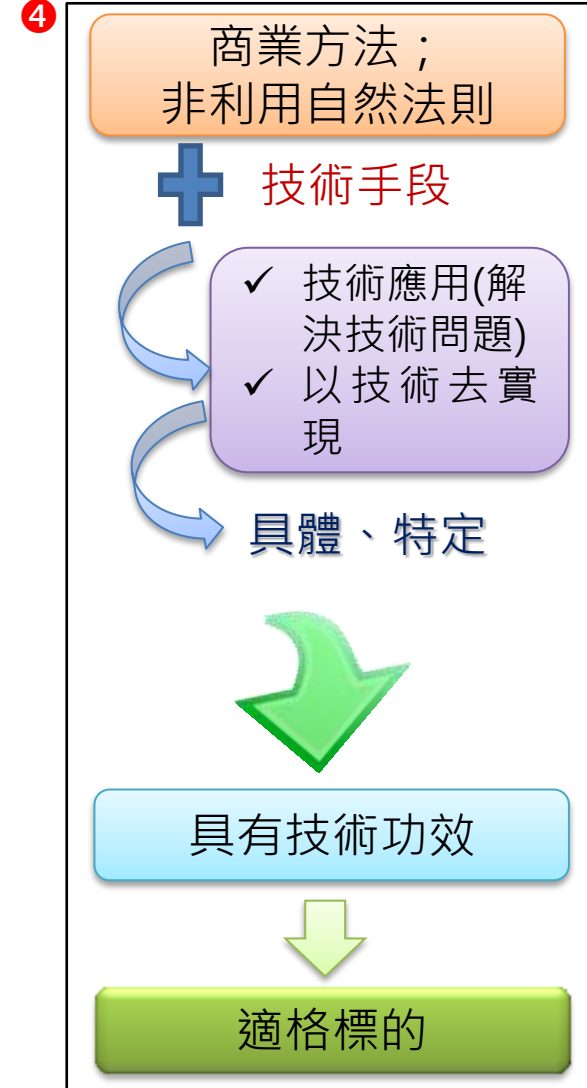 ❹
商業方法；
非利用自然法則
技術手段
✓ 技術應用(解
決技術問題)
✓ 以技術去實
現
具體、特定
具有技術功效
適格標的